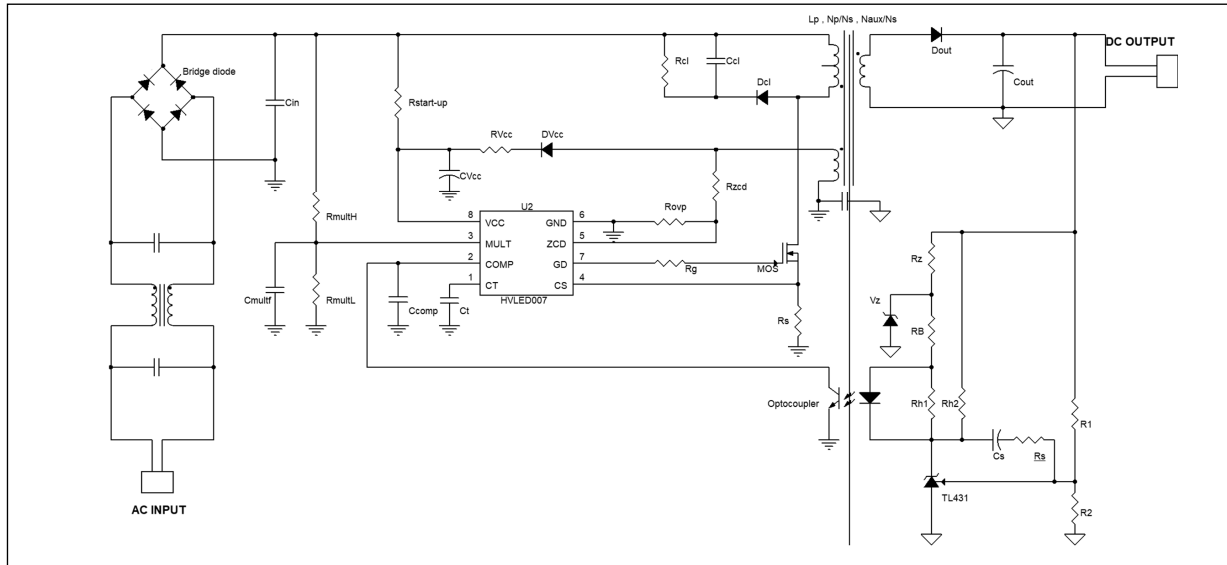 Lp , Np/Ns , Naux/Ns
Bridge diode
Cin
Rstart-up
Rcl
Ccl
Dcl
Dout
Cout
DC OUTPUT
RVcc
DVcc
CVcc
Rzcd
RmultH
U2
Rovp
8 VCC GND 6
3 MULT ZCD 5
2 COMP GD 7
1 CT CS 4
HVLED007
Rg
MOS
Rz
Cmultf
RmultL
Ccomp
Ct
Rs
Vz
RB
Optocoupler
Rh1
Rh2
R1
Cs
Rs
TL431
R2
AC INPUT